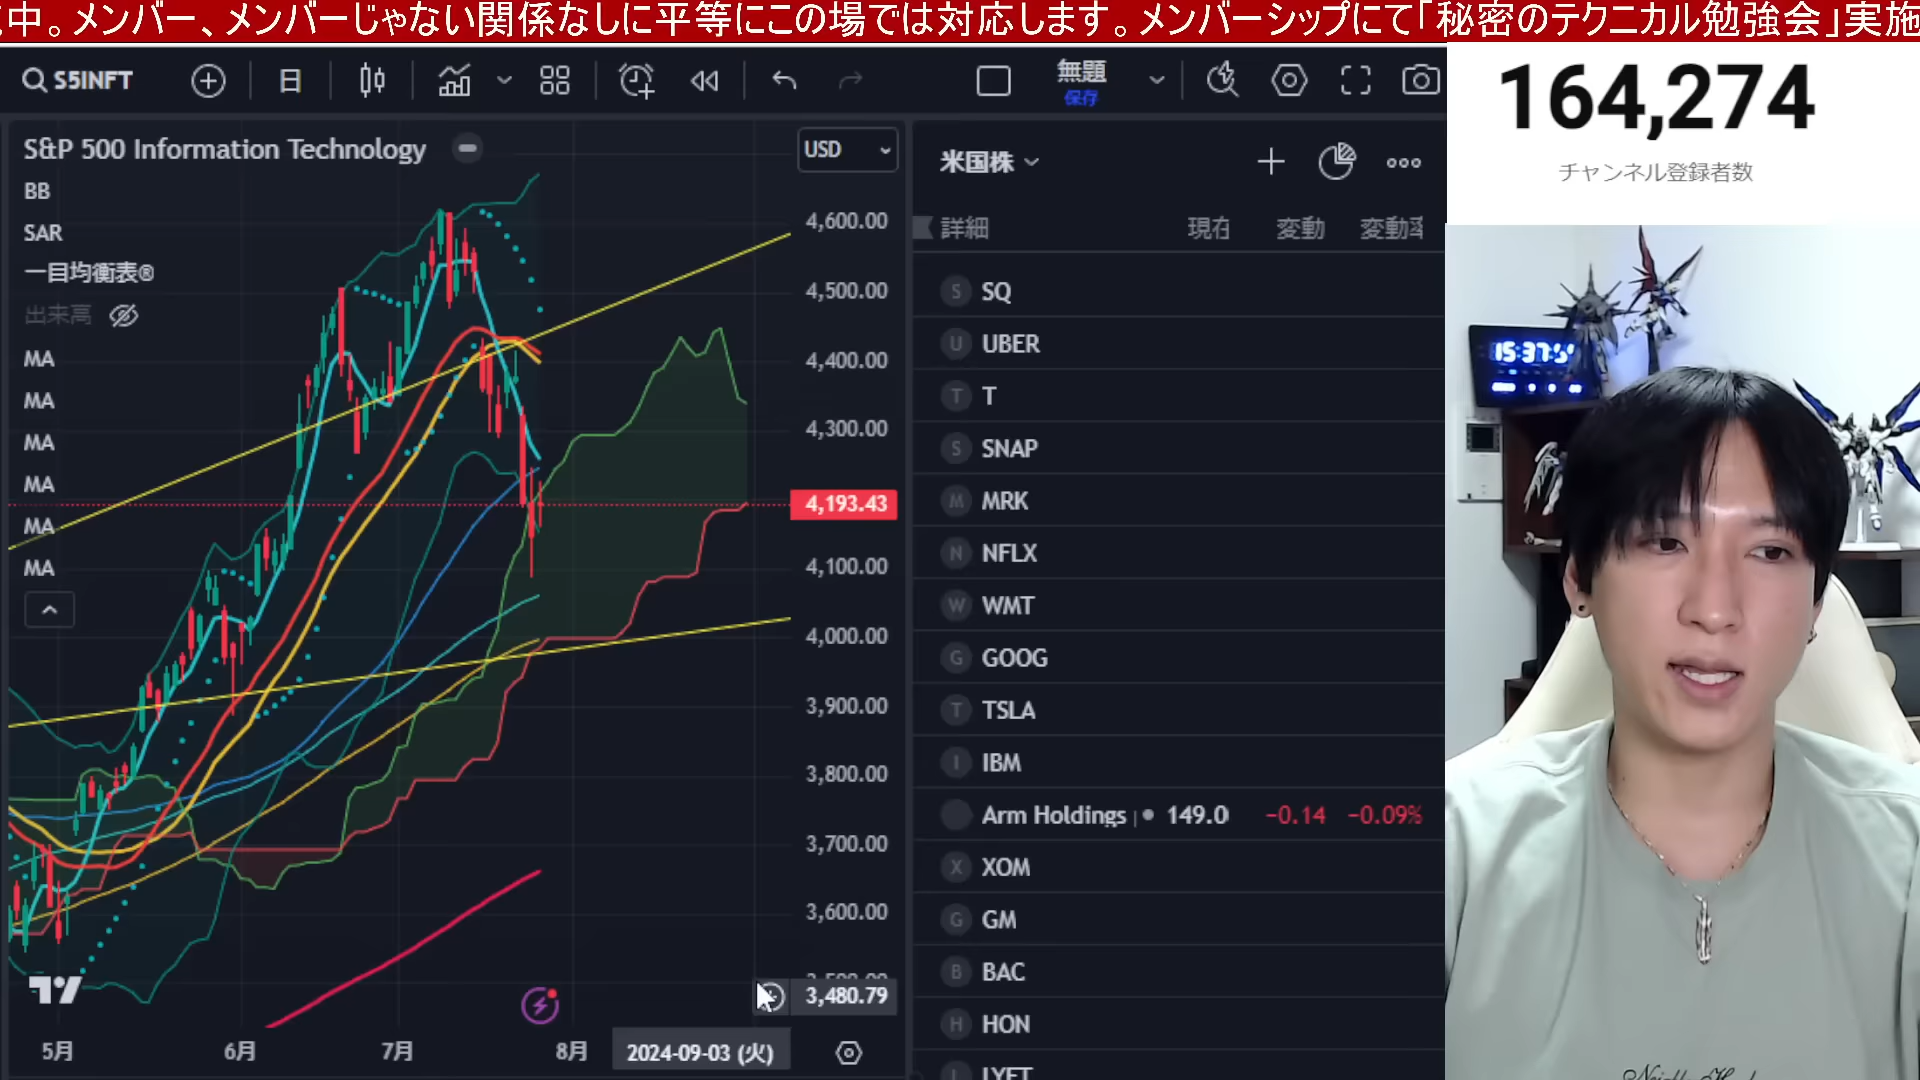 中。メンバー、メンバーじゃない関係なしに平等にこの場では対応します。メンバーシップにて「秘密のテクニカル勉強会」実施
S5INFT
日
無題
保存
164,274
チャンネル登録者数
S&P 500 Information Technology
USD
BB
SAR
一目均衡表®
出来高
MA
MA
MA
MA
MA
MA
4,600.00
4,500.00
4,400.00
4,300.00
4,193.43
4,100.00
4,000.00
3,900.00
3,800.00
3,700.00
3,600.00
3,480.79
5月
6月
7月
8月
2024-09-03 (火)
米国株
詳細
現在
変動
変動率
S SQ
U UBER
T T
S SNAP
M MRK
N NFLX
W WMT
G GOOG
T TSLA
I IBM
Arm Holdings 149.0 −0.14 −0.09%
X XOM
G GM
B BAC
H HON
LYFT